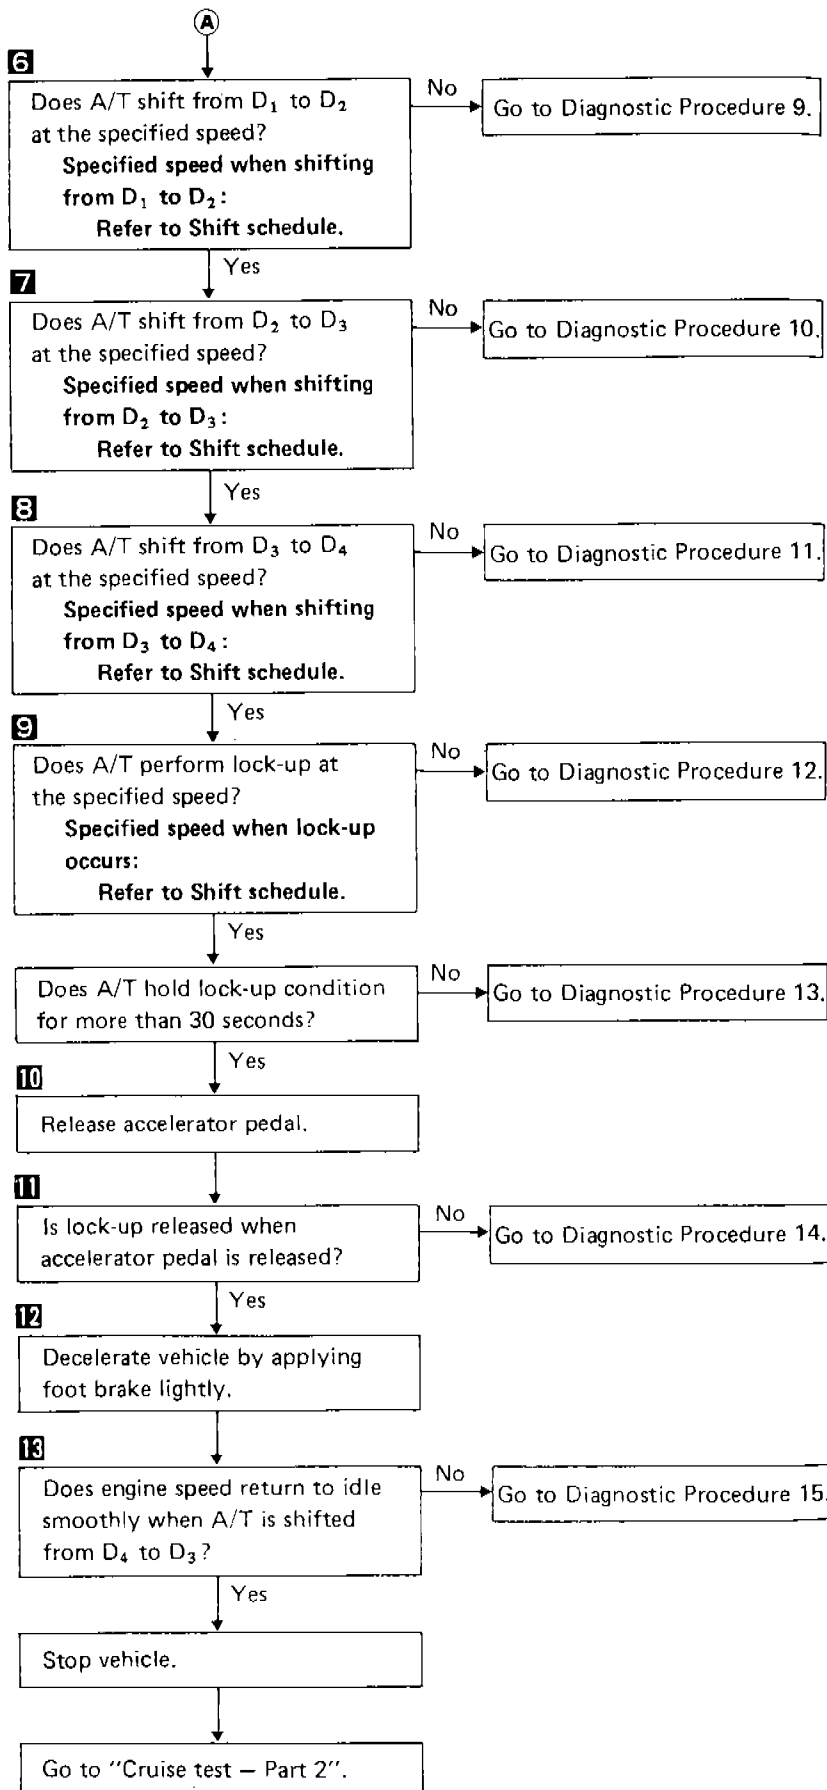 A
6
Does A/T shift from D₁ to D₂
at the specified speed?
Specified speed when shifting
from D₁ to D₂:
Refer to Shift schedule.
No
Go to Diagnostic Procedure 9.
Yes
7
Does A/T shift from D₂ to D₃
at the specified speed?
Specified speed when shifting
from D₂ to D₃:
Refer to Shift schedule.
No
Go to Diagnostic Procedure 10.
Yes
8
Does A/T shift from D₃ to D₄
at the specified speed?
Specified speed when shifting
from D₃ to D₄:
Refer to Shift schedule.
No
Go to Diagnostic Procedure 11.
Yes
9
Does A/T perform lock-up at
the specified speed?
Specified speed when lock-up
occurs:
Refer to Shift schedule.
No
Go to Diagnostic Procedure 12.
Yes
Does A/T hold lock-up condition
for more than 30 seconds?
No
Go to Diagnostic Procedure 13.
Yes
10
Release accelerator pedal.
11
Is lock-up released when
accelerator pedal is released?
No
Go to Diagnostic Procedure 14.
Yes
12
Decelerate vehicle by applying
foot brake lightly.
13
Does engine speed return to idle
smoothly when A/T is shifted
from D₄ to D₃?
No
Go to Diagnostic Procedure 15.
Yes
Stop vehicle.
Go to "Cruise test — Part 2".